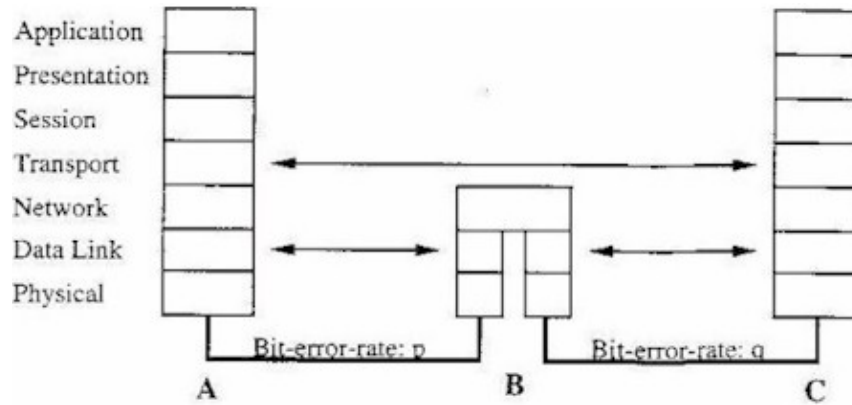 Application
Presentation
Session
Transport
Network
Data Link
Physical
Bit-error-rate: p
Bit-error-rate: q
A
B
C